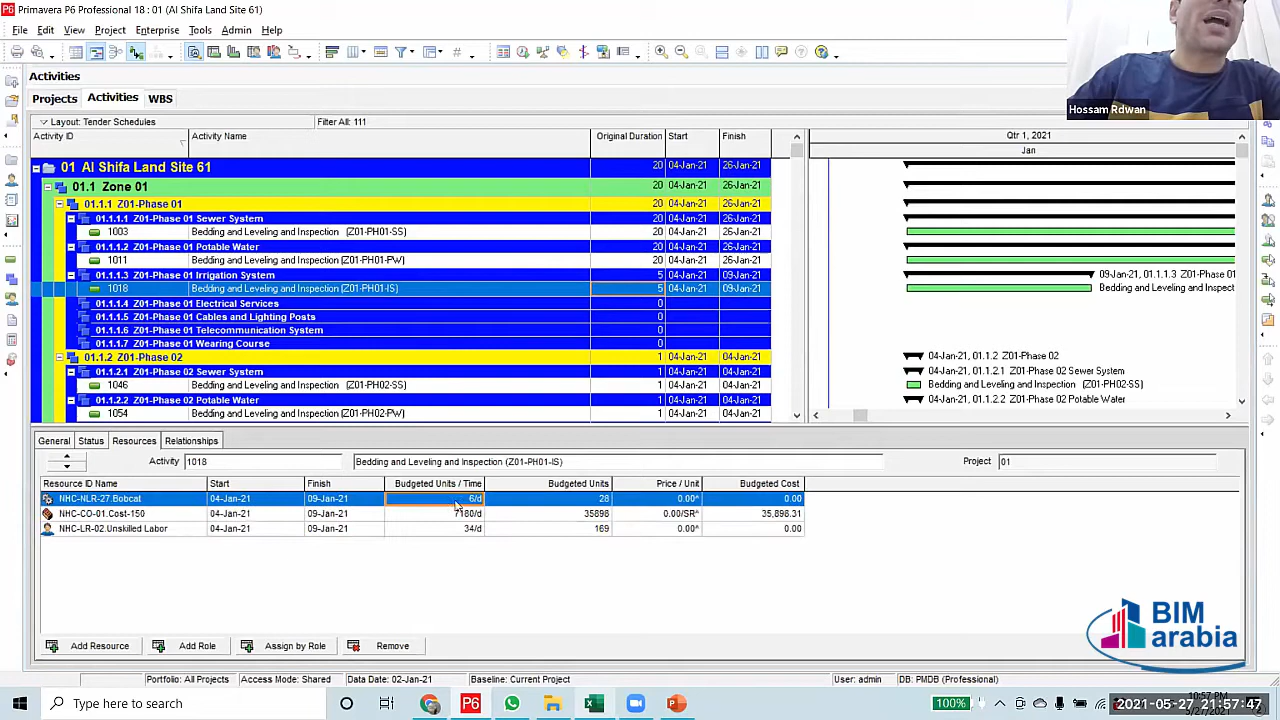 Primavera P6 Professional 18 : 01 (Al Shifa Land Site 61)
File Edit View Project Enterprise Tools Admin Help
Activities
Projects Activities WBS
Layout: Tender Schedules Filter All: 111
Activity ID Activity Name Original Duration Start Finish Qtr 1, 2021
Jan
01 Al Shifa Land Site 61 20 04-Jan-21 26-Jan-21
01.1 Zone 01 20 04-Jan-21 26-Jan-21
01.1.1 Z01-Phase 01 20 04-Jan-21 26-Jan-21
01.1.1.1 Z01-Phase 01 Sewer System 20 04-Jan-21 26-Jan-21
1003 Bedding and Leveling and Inspection (Z01-PH01-SS) 20 04-Jan-21 26-Jan-21
01.1.1.2 Z01-Phase 01 Potable Water 20 04-Jan-21 26-Jan-21
1011 Bedding and Leveling and Inspection (Z01-PH01-PW) 20 04-Jan-21 26-Jan-21
01.1.1.3 Z01-Phase 01 Irrigation System 5 04-Jan-21 09-Jan-21 09-Jan-21, 01.1.1.3 Z01-Phase 01
1018 Bedding and Leveling and Inspection (Z01-PH01-IS) 5 04-Jan-21 09-Jan-21 Bedding and Leveling and Inspect
01.1.1.4 Z01-Phase 01 Electrical Services 0
01.1.1.5 Z01-Phase 01 Cables and Lighting Posts 0
01.1.1.6 Z01-Phase 01 Telecommunication System 0
01.1.1.7 Z01-Phase 01 Wearing Course 0
01.1.2 Z01-Phase 02 1 04-Jan-21 04-Jan-21 04-Jan-21, 01.1.2 Z01-Phase 02
01.1.2.1 Z01-Phase 02 Sewer System 1 04-Jan-21 04-Jan-21 04-Jan-21, 01.1.2.1 Z01-Phase 02 Sewer System
1046 Bedding and Leveling and Inspection (Z01-PH02-SS) 1 04-Jan-21 04-Jan-21 Bedding and Leveling and Inspection (Z01-PH02-SS)
01.1.2.2 Z01-Phase 02 Potable Water 1 04-Jan-21 04-Jan-21 04-Jan-21, 01.1.2.2 Z01-Phase 02 Potable Water
1054 Bedding and Leveling and Inspection (Z01-PH02-PW) 1 04-Jan-21 04-Jan-21
General Status Resources Relationships
Activity 1018 Bedding and Leveling and Inspection (Z01-PH01-IS) Project 01
Resource ID Name Start Finish Budgeted Units / Time Budgeted Units Price / Unit Budgeted Cost
NHC-NLR-27.Bobcat 04-Jan-21 09-Jan-21 6/d 28 0.00* 0.00
NHC-CO-01.Cost-150 04-Jan-21 09-Jan-21 7180/d 35898 0.00/SR* 35,898.31
NHC-LR-02.Unskilled Labor 04-Jan-21 09-Jan-21 34/d 169 0.00* 0.00
Add Resource Add Role Assign by Role Remove
Portfolio: All Projects Access Mode: Shared Data Date: 02-Jan-21 Baseline: Current Project User: admin DB: PMDB (Professional)
Type here to search
100%
2021-05-27 21:57:47
Hossam Rdwan
BIM
arabia